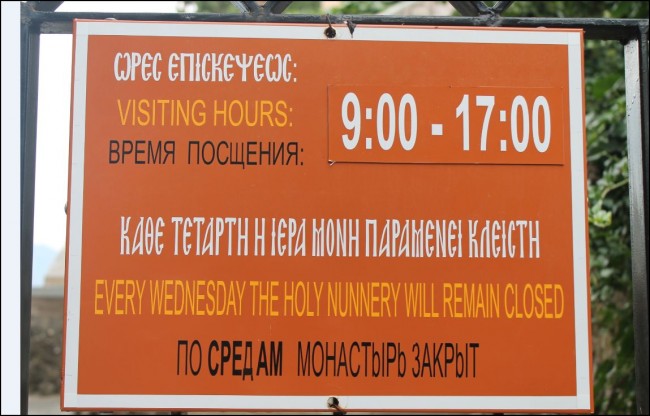 ΩΡΕΣ ΕΠΙΣΚΕΨΕΩΣ:
VISITING HOURS:
ВРЕМЯ ПОСЩЕНИЯ:
9:00 - 17:00
ΚΑΘΕ ΤΕΤΑΡΤΗ Η ΙΕΡΑ ΜΟΝΗ ΠΑΡΑΜΕΝΕΙ ΚΛΕΙΣΤΗ
EVERY WEDNESDAY THE HOLY NUNNERY WILL REMAIN CLOSED
ПО СРЕДАМ МОНАСТЫРЬ ЗАКРЫТ